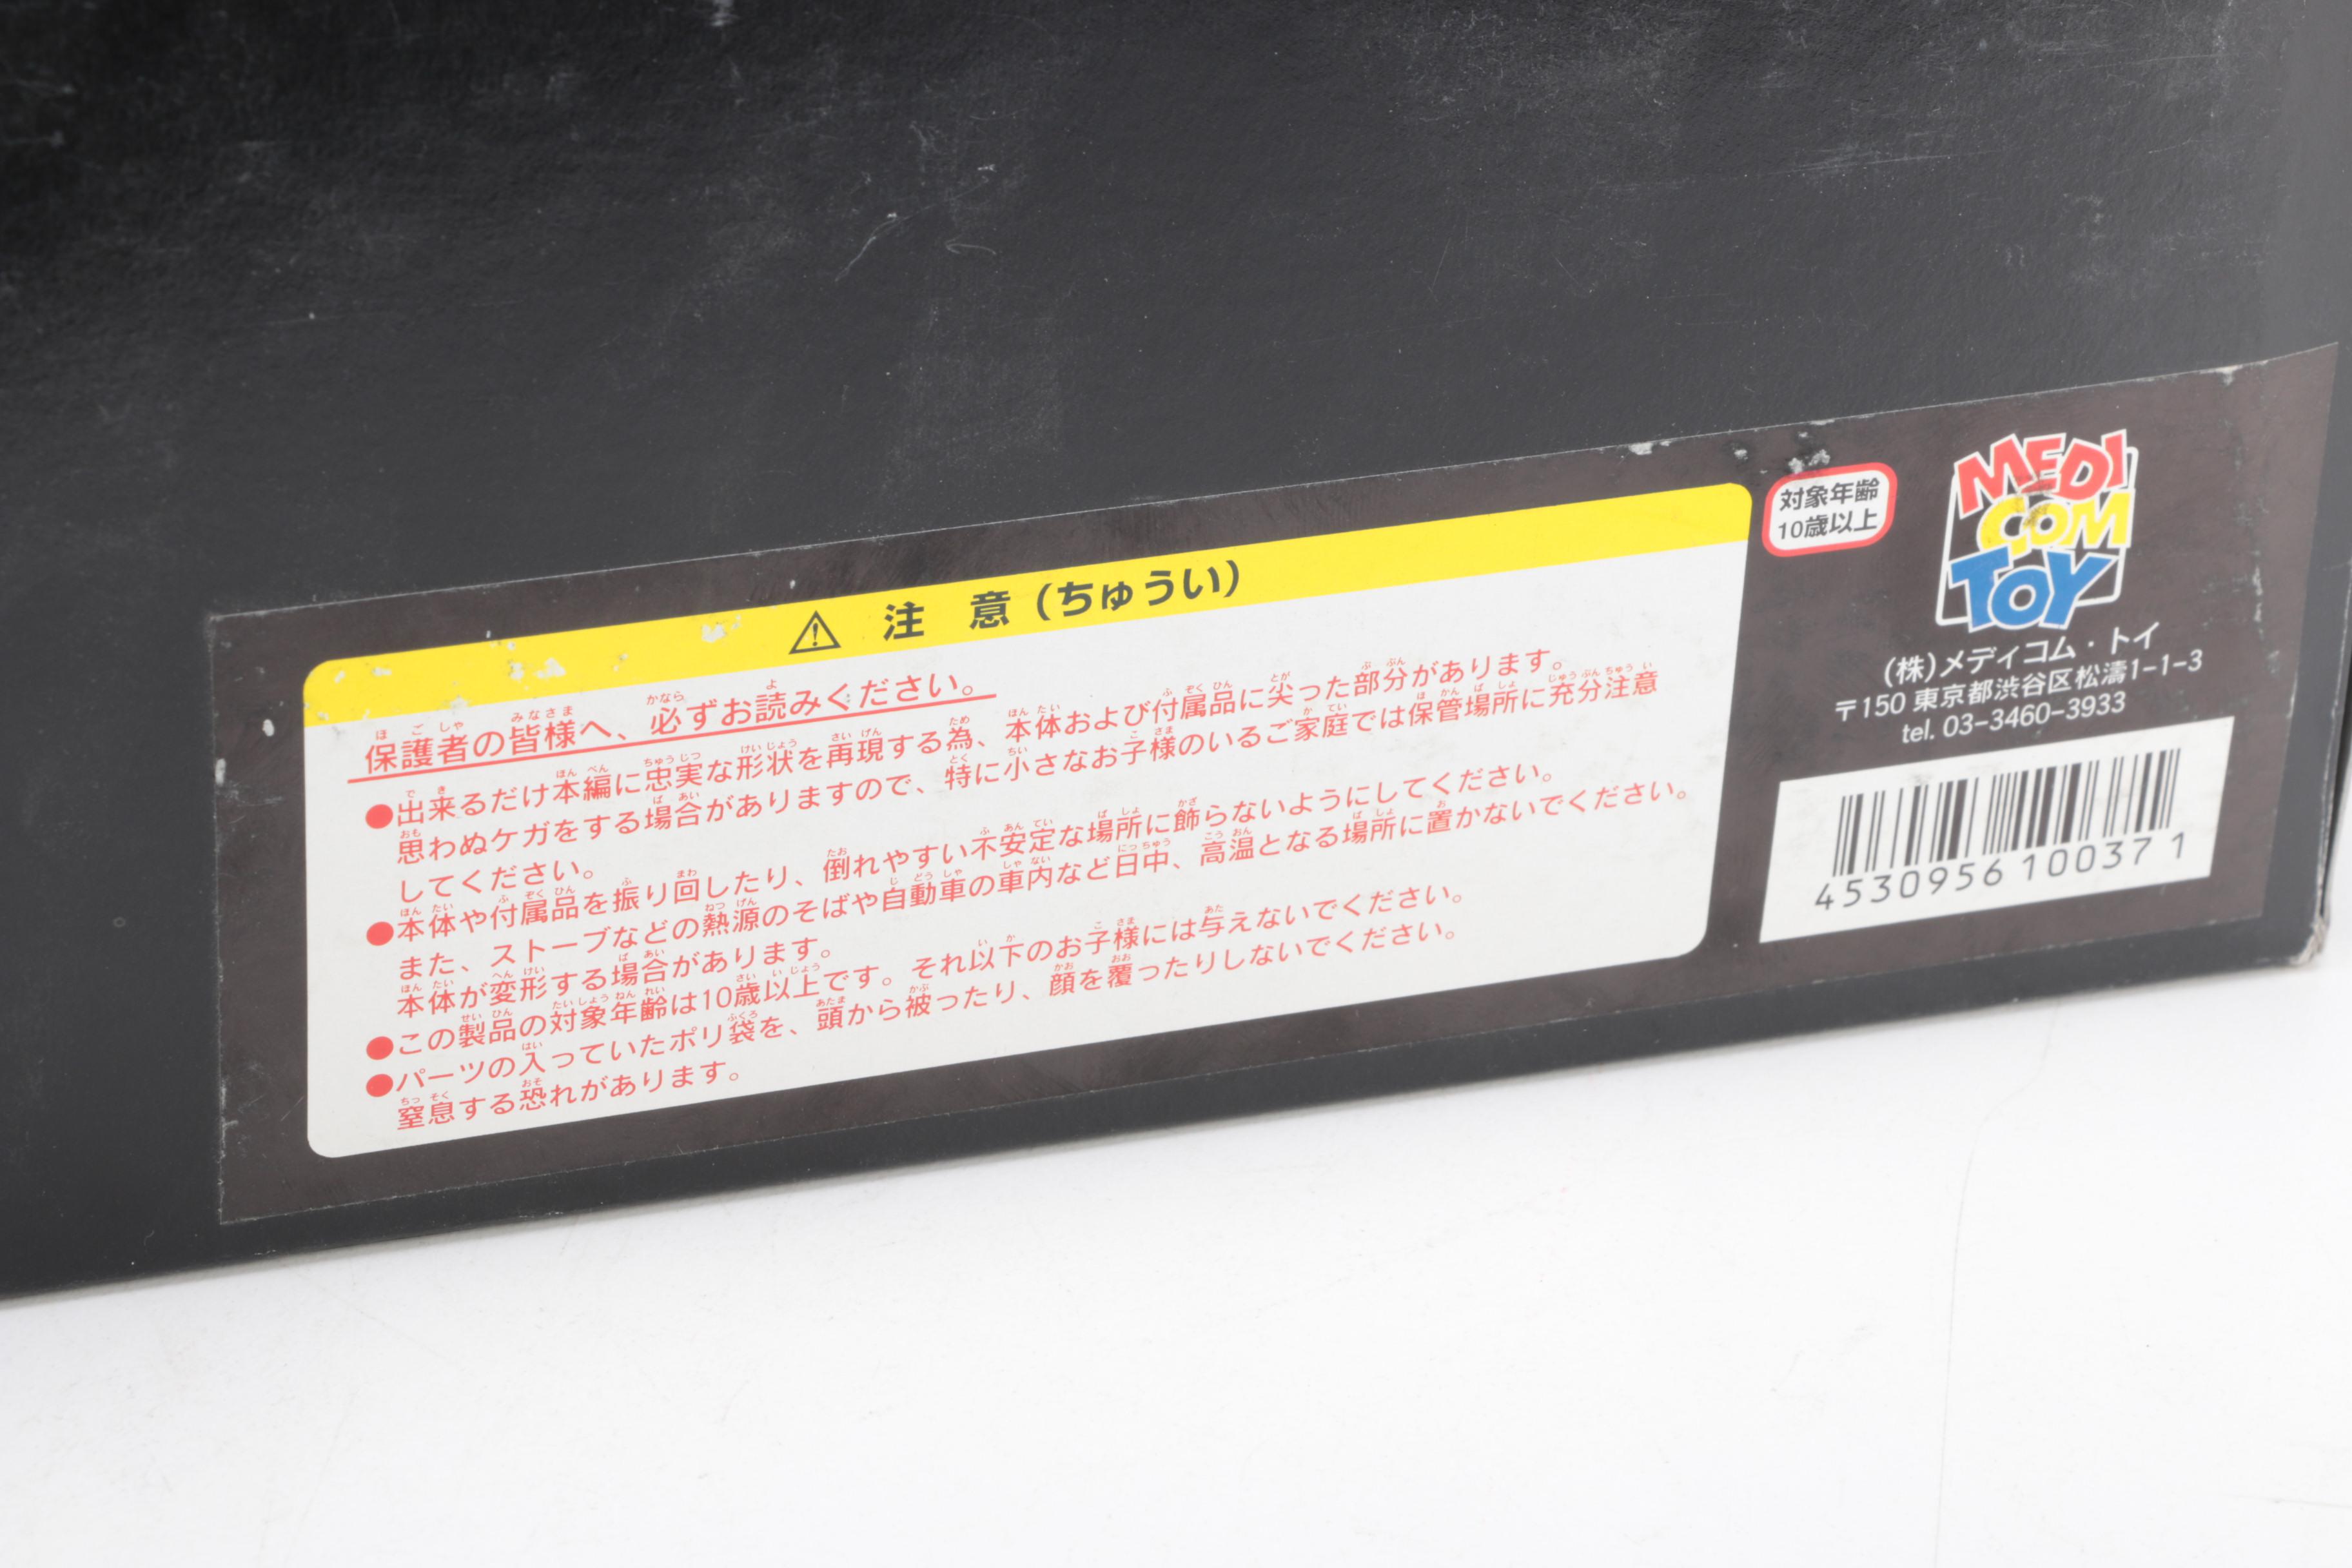 ⚠ 注 意 (ちゅうい)
保護者の皆様へ、必ずお読みください。
●出来るだけ本編に忠実な形状を再現する為、本体および付属品に尖った部分があります。
思わぬケガをする場合がありますので、特に小さなお子様のいるご家庭では保管場所に充分注意
してください。
●本体や付属品を振り回したり、倒れやすい不安定な場所に飾らないようにしてください。
また、ストーブなどの熱源のそばや自動車の車内など日中、高温となる場所に置かないでください。
本体が変形する場合があります。
●この製品の対象年齢は10歳以上です。それ以下のお子様には与えないでください。
●パーツの入っていたポリ袋を、頭から被ったり、顔を覆ったりしないでください。
窒息する恐れがあります。
対象年齢
10歳以上
MEDI
COM
TOY
(株)メディコム・トイ
〒150 東京都渋谷区松濤1-1-3
tel. 03-3460-3933
4530956100371